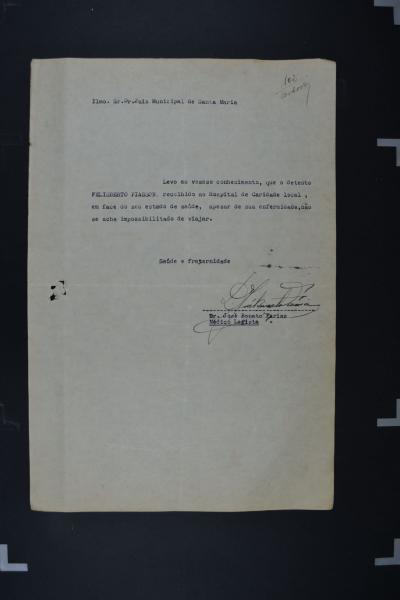 Ilmo. Sr.Dr.Juiz Municipal de Santa Maria
Levo ao vosso conhecimento, que o detento
FELISBERTO recolhido ao Hospital de Caridade local,
em face do seu estado de saúde, apesar de sua enfermidade,não
se acha impossibilitado de viajar.
Saúde e fraternidade
Dr. José Farias
Médico Legista